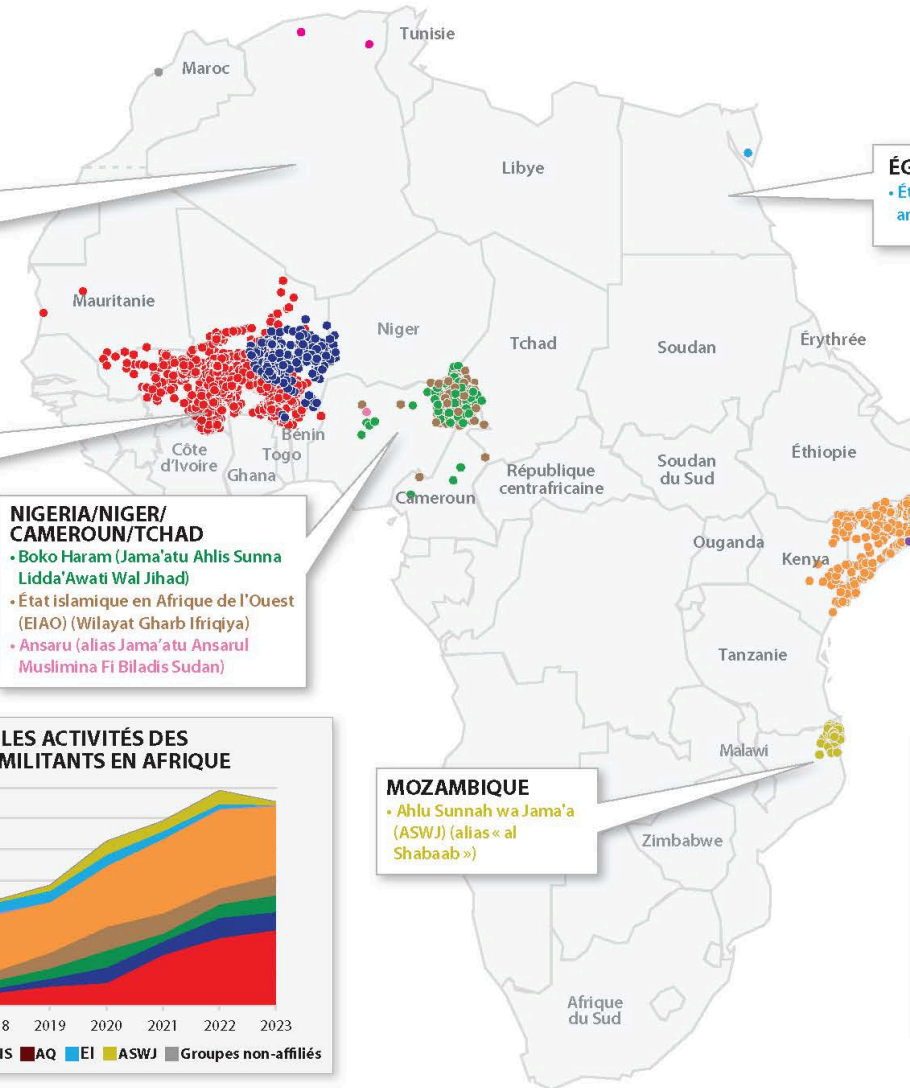 Tunisie
Maroc
Libye
ÉG
• Ét
ar
Mauritanie
Niger
Tchad
Soudan
Érythrée
Bénin
Togo
Côte
d'Ivoire
Ghana
Cameroun
République
centrafricaine
Soudan
du Sud
Éthiopie
Ouganda
Kenya
NIGERIA/NIGER/
CAMEROUN/TCHAD
• Boko Haram (Jama'atu Ahlis Sunna
Lidda'Awati Wal Jihad)
• État islamique en Afrique de l'Ouest
(EIAO) (Wilayat Gharb Ifriqiya)
• Ansaru (alias Jama'atu Ansarul
Muslimina Fi Biladis Sudan)
Tanzanie
Malawi
MOZAMBIQUE
• Ahlu Sunnah wa Jama'a
(ASWJ) (alias « al
Shabaab »)
Zimbabwe
Afrique
du Sud
LES ACTIVITÉS DES
MILITANTS EN AFRIQUE
8 2019 2020 2021 2022 2023
IS AQ EI ASWJ Groupes non-affiliés